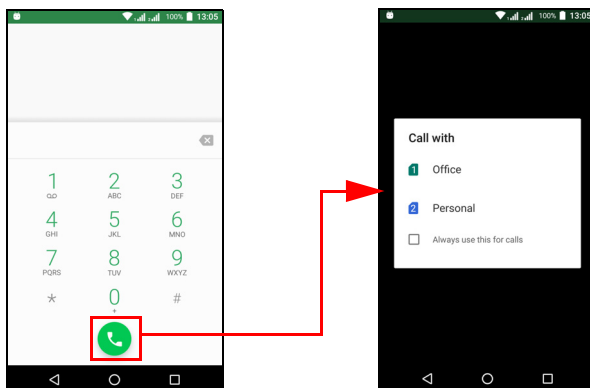 100% 13:05
1 2 3
ABC DEF
4 5 6
GHI JKL MNO
7 8 9
PQRS TUV WXYZ
* 0 #
+
100% 13:05
Call with
1 Office
2 Personal
Always use this for calls